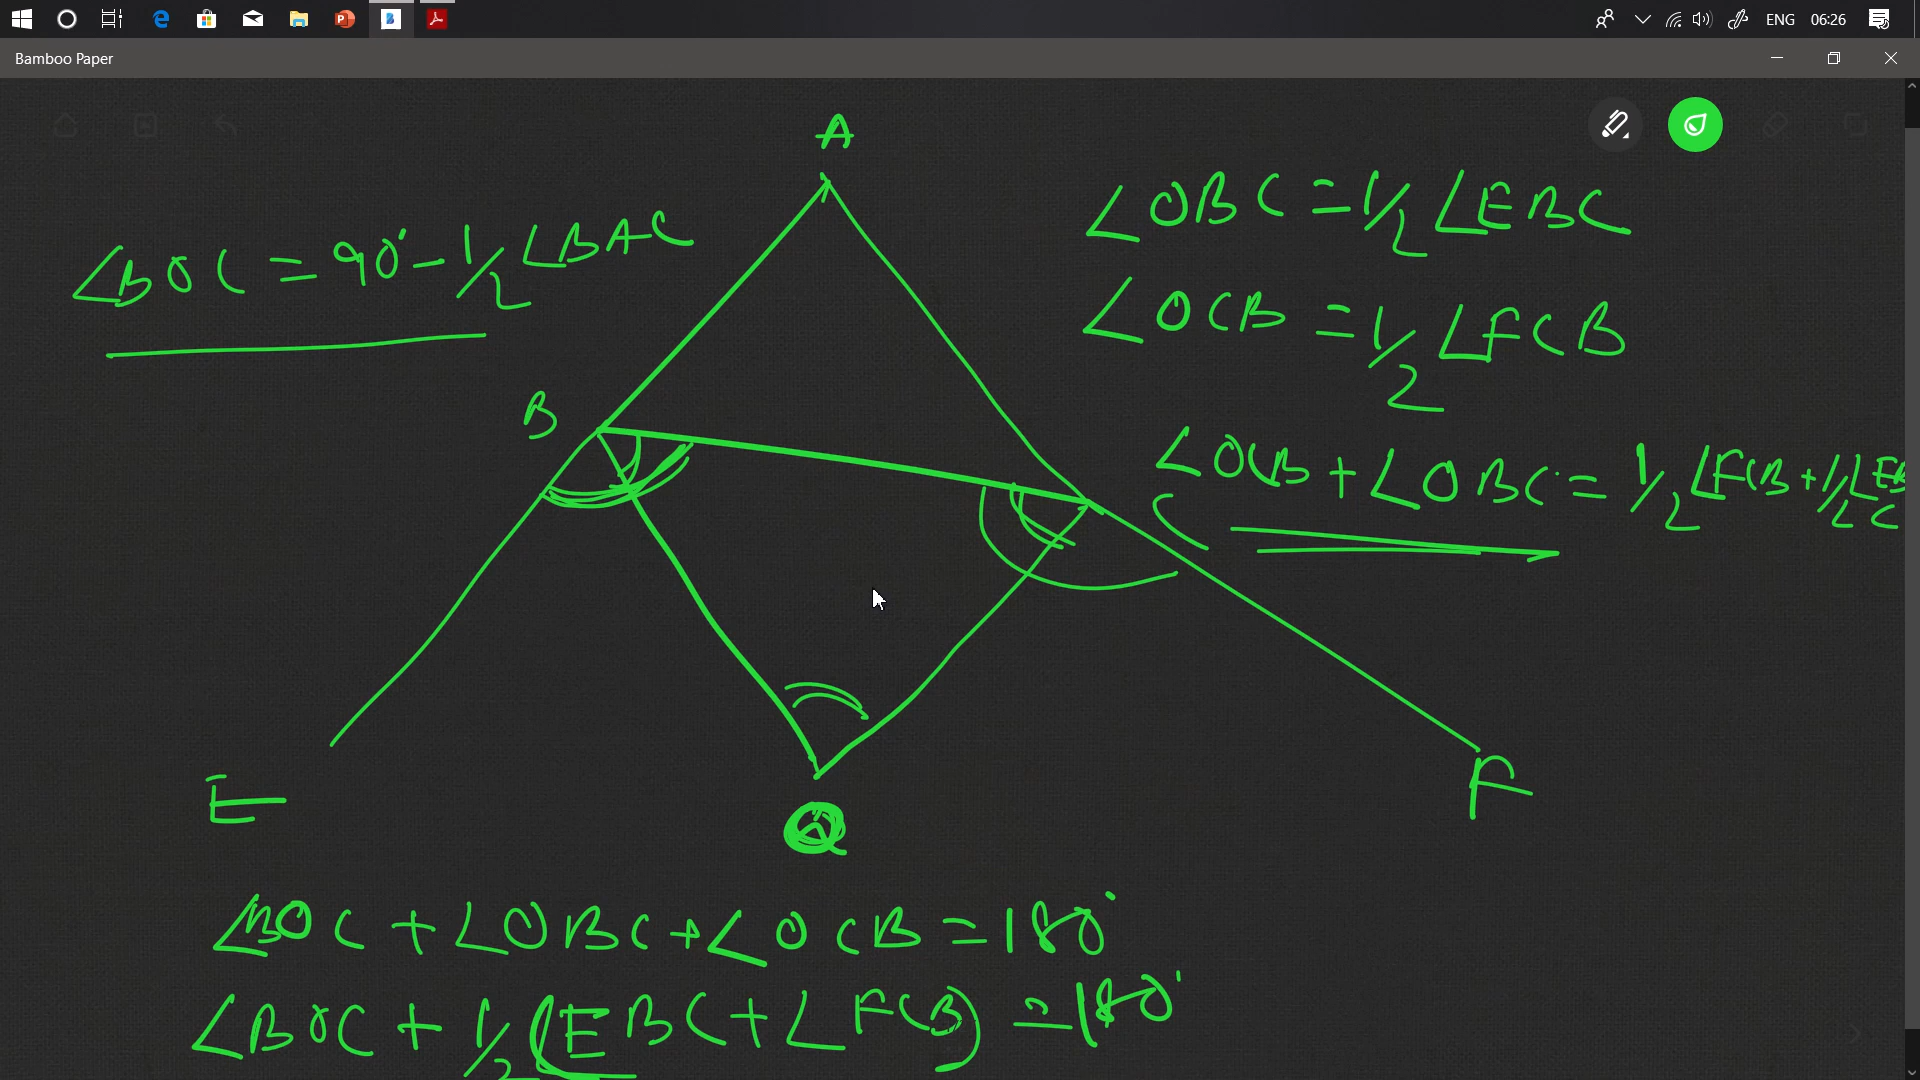 ENG 06:26
Bamboo Paper
A
∠BOC = 90° - 1/2 ∠BAC
∠OBC = 1/2 ∠EBC
∠OCB = 1/2 ∠FCB
B
∠OCB + ∠OBC = 1/2 ∠FCB + 1/2 ∠EBC
C
E
F
∠BOC + ∠OBC + ∠OCB = 180°
∠BOC + 1/2 (∠EBC + ∠FCB) = 180°